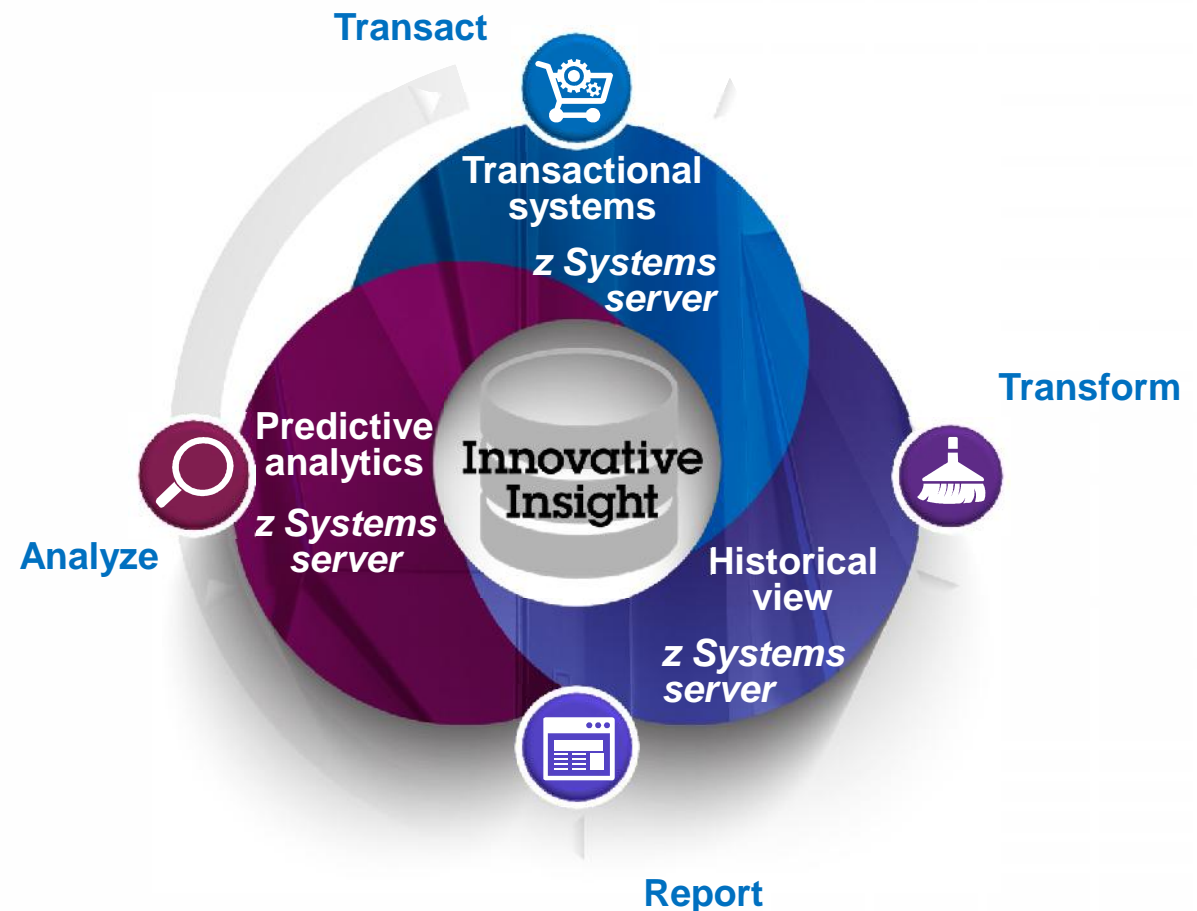 Transact
Transactional
systems
z Systems
server
Transform
Predictive
analytics
z Systems
server
Innovative
Insight
Analyze
Historical
view
z Systems
server
Report